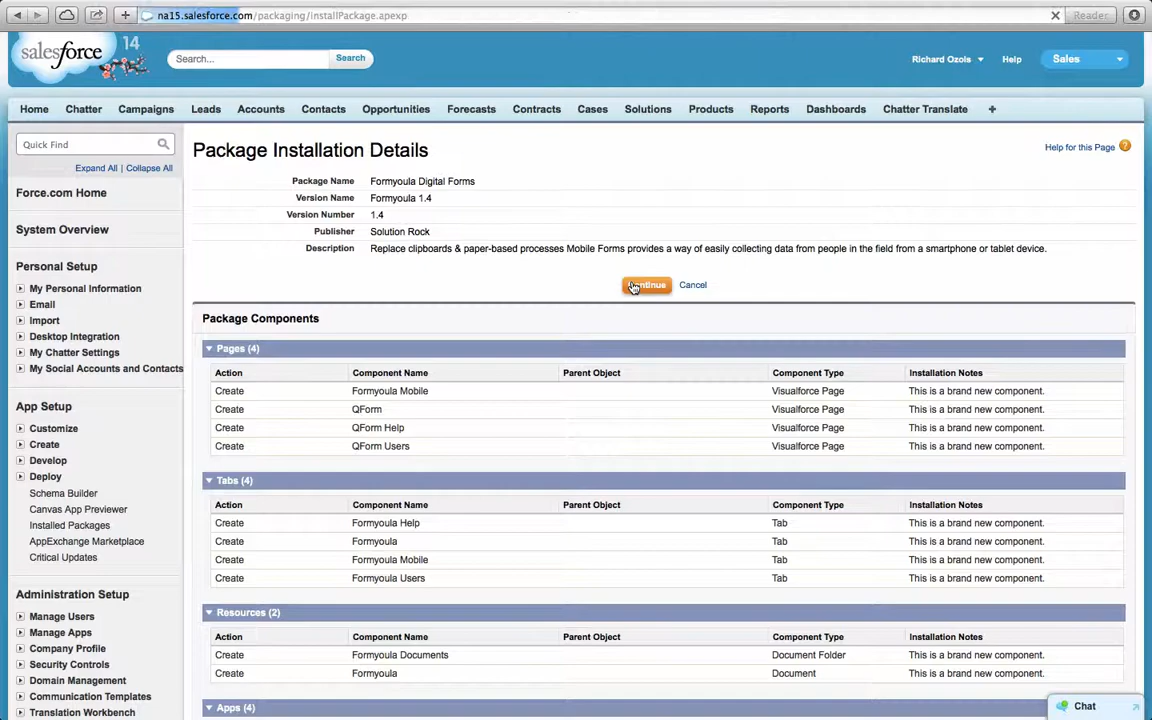 na15.salesforce.com/packaging/installPackage.apexp
Reader
salesforce
14
Search...
Search
Richard Ozols
Help
Sales
Home Chatter Campaigns Leads Accounts Contacts Opportunities Forecasts Contracts Cases Solutions Products Reports Dashboards Chatter Translate +
Quick Find
Expand All | Collapse All
Force.com Home
System Overview
Personal Setup
My Personal Information
Email
Import
Desktop Integration
My Chatter Settings
My Social Accounts and Contacts
App Setup
Customize
Create
Develop
Deploy
Schema Builder
Canvas App Previewer
Installed Packages
AppExchange Marketplace
Critical Updates
Administration Setup
Manage Users
Manage Apps
Company Profile
Security Controls
Domain Management
Communication Templates
Translation Workbench
Package Installation Details
Help for this Page ?
Package Name Formyoula Digital Forms
Version Name Formyoula 1.4
Version Number 1.4
Publisher Solution Rock
Description Replace clipboards & paper-based processes Mobile Forms provides a way of easily collecting data from people in the field from a smartphone or tablet device.
Continue Cancel
Package Components
Pages (4)
Action Component Name Parent Object Component Type Installation Notes
Create Formyoula Mobile Visualforce Page This is a brand new component.
Create QForm Visualforce Page This is a brand new component.
Create QForm Help Visualforce Page This is a brand new component.
Create QForm Users Visualforce Page This is a brand new component.
Tabs (4)
Action Component Name Parent Object Component Type Installation Notes
Create Formyoula Help Tab This is a brand new component.
Create Formyoula Tab This is a brand new component.
Create Formyoula Mobile Tab This is a brand new component.
Create Formyoula Users Tab This is a brand new component.
Resources (2)
Action Component Name Parent Object Component Type Installation Notes
Create Formyoula Documents Document Folder This is a brand new component.
Create Formyoula Document This is a brand new component.
Apps (4)
Chat